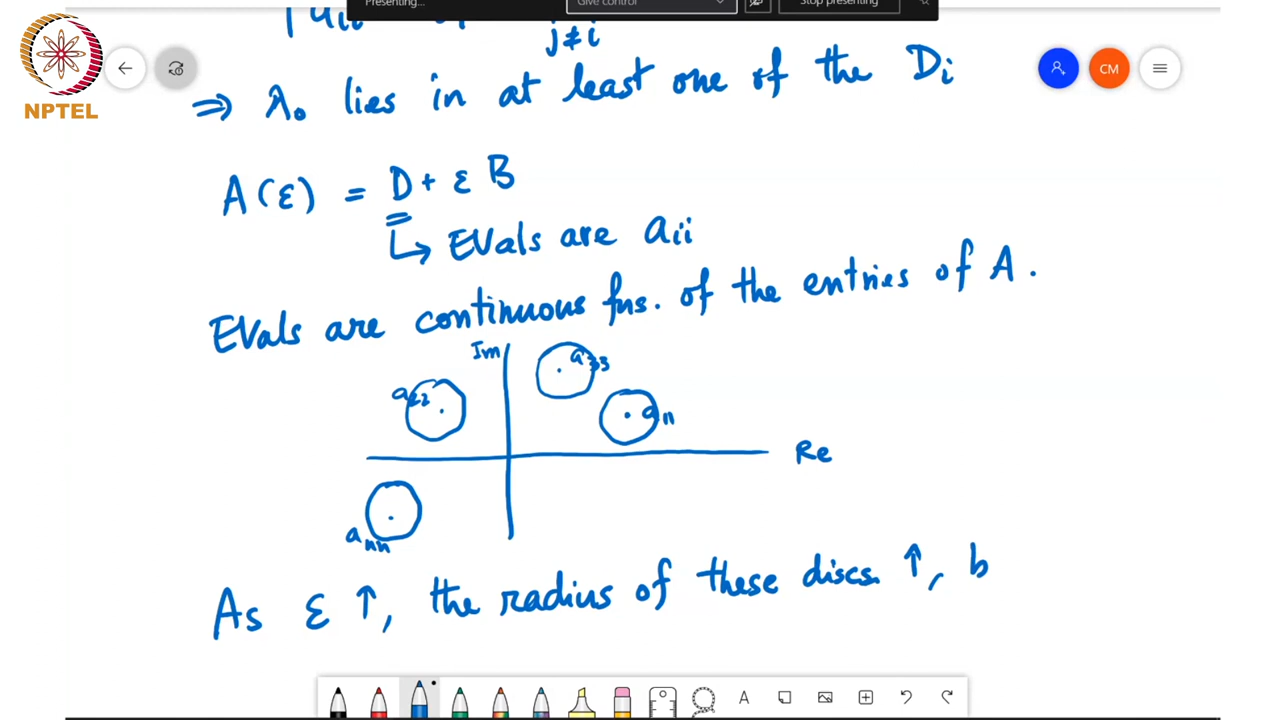 Presenting...
Give control
Stop presenting
j≠i
NPTEL
CM
⇒ λ₀ lies in at least one of the Di
A(ε) = D + ε B
↳ EVals are aii
EVals are continuous fns. of the entries of A.
Im
a33
a22
a11
Re
ann
As ε ↑, the radius of these discs ↑, b
A